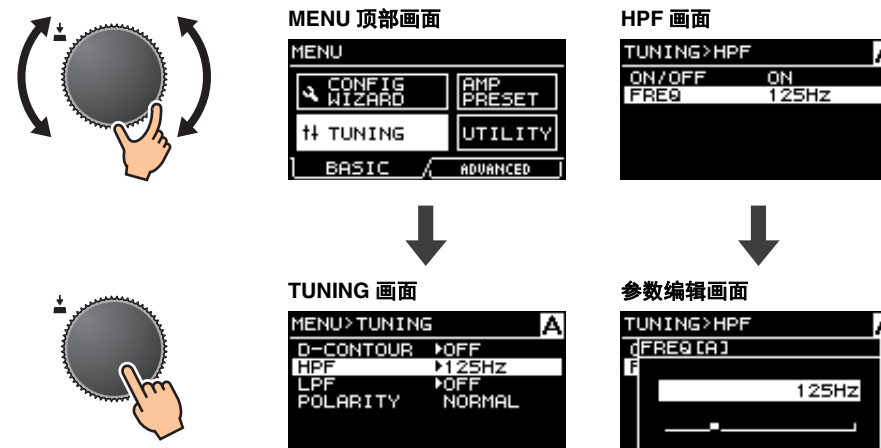 MENU 顶部画面
MENU
CONFIG WIZARD
AMP PRESET
TUNING
UTILITY
BASIC
ADVANCED
HPF 画面
TUNING>HPF
ON/OFF ON
FREQ 125Hz
TUNING 画面
MENU>TUNING A
D-CONTOUR OFF
HPF 125Hz
LPF OFF
POLARITY NORMAL
参数编辑画面
TUNING>HPF
FREQ[A]
125Hz